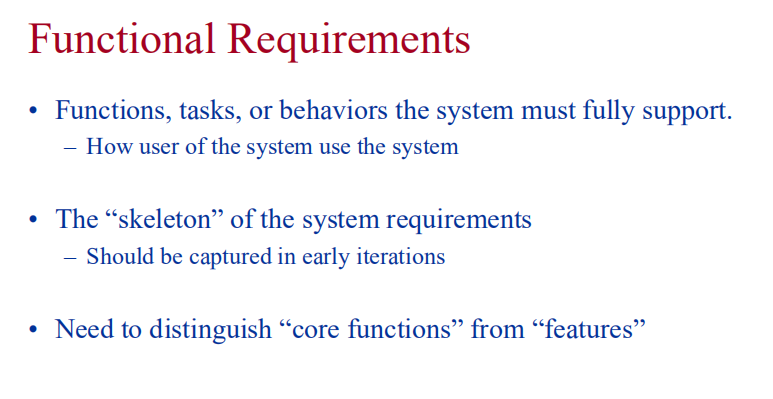 Functional Requirements
• Functions, tasks, or behaviors the system must fully support.
– How user of the system use the system
• The “skeleton” of the system requirements
– Should be captured in early iterations
• Need to distinguish “core functions” from “features”